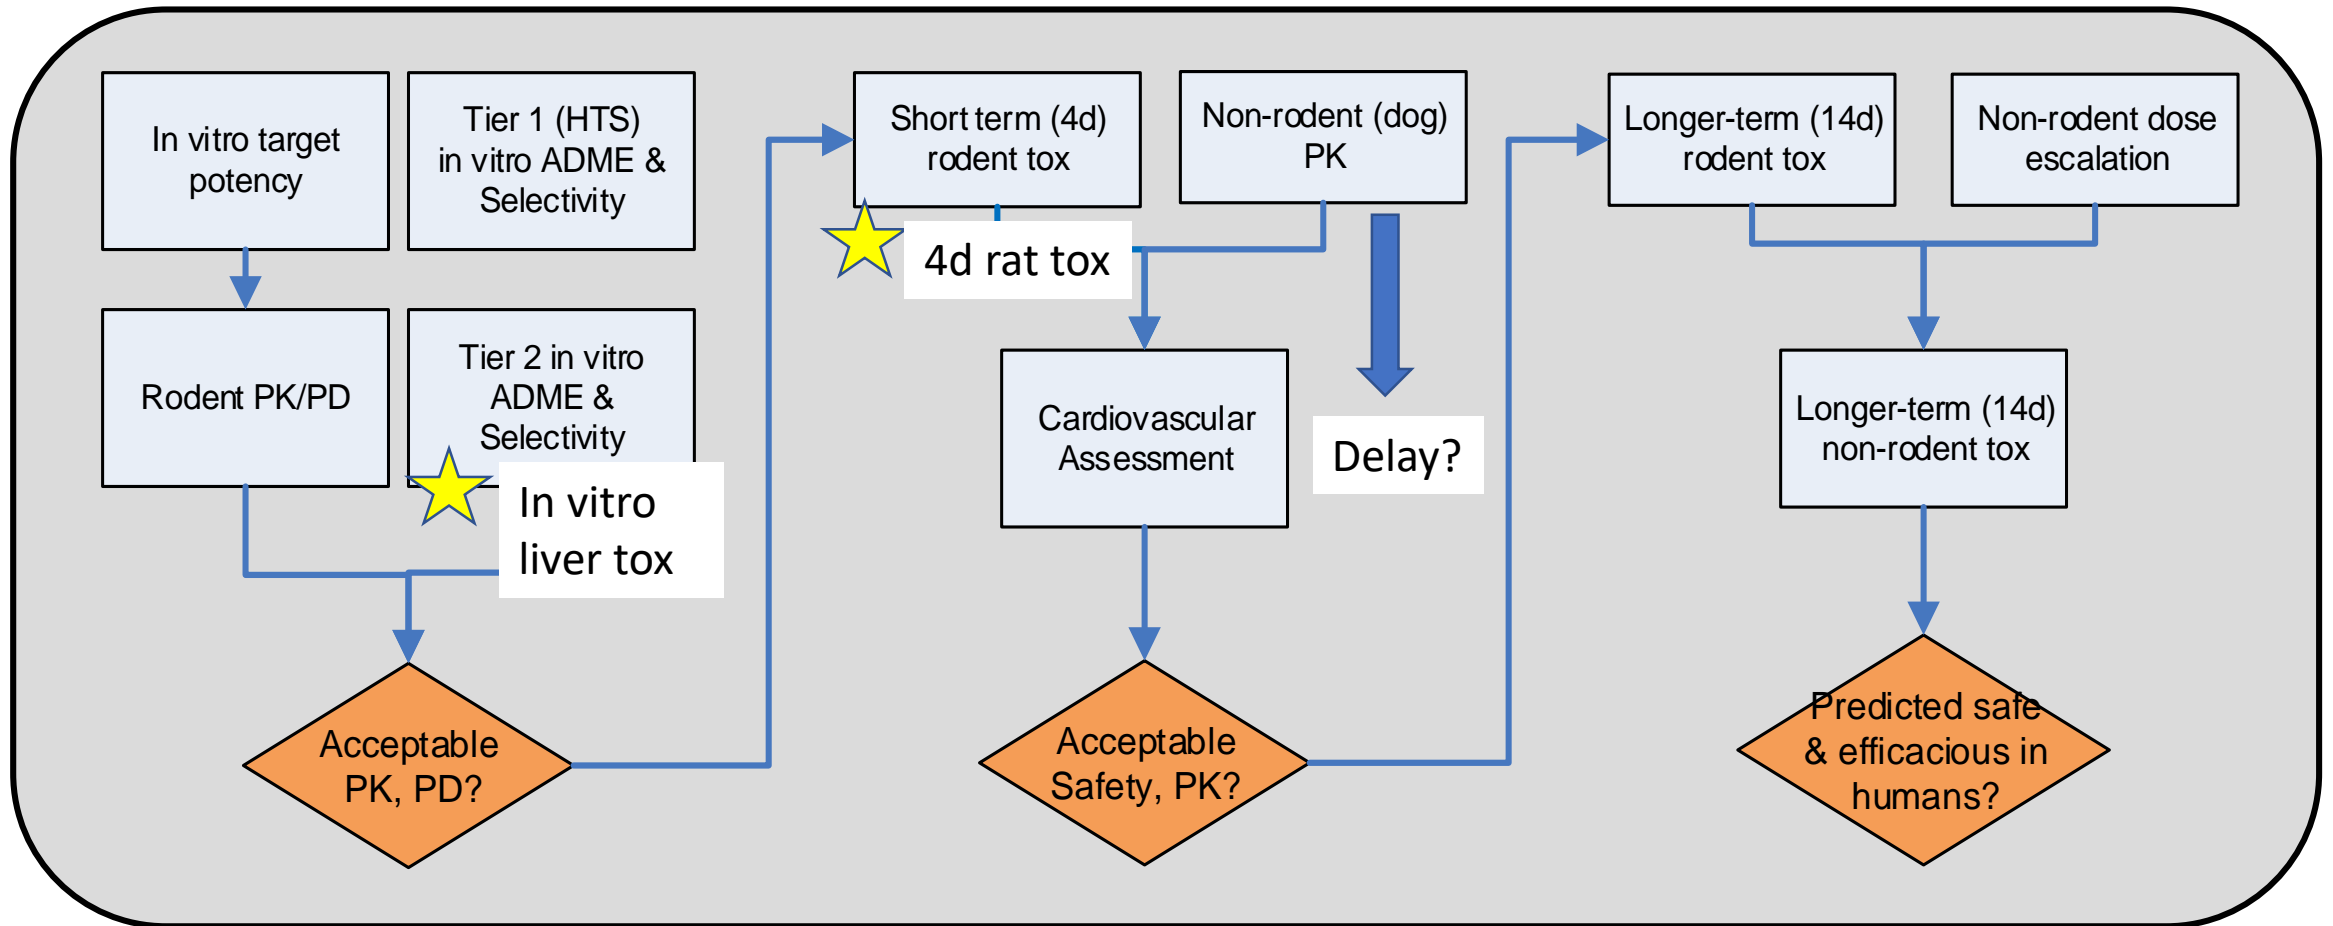 In vitro target
potency
Tier 1 (HTS)
in vitro ADME &
Selectivity
Rodent PK/PD
Tier 2 in vitro
ADME &
Selectivity
In vitro
liver tox
Acceptable
PK, PD?
Short term (4d)
rodent tox
Non-rodent (dog)
PK
4d rat tox
Cardiovascular
Assessment
Delay?
Acceptable
Safety, PK?
Longer-term (14d)
rodent tox
Non-rodent dose
escalation
Longer-term (14d)
non-rodent tox
Predicted safe
& efficacious in
humans?